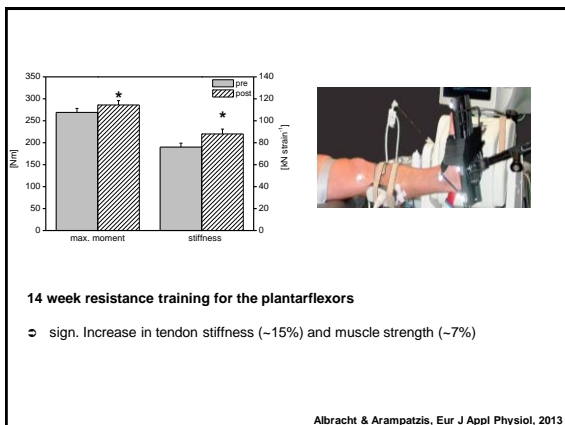 350
300
250
200
150
100
50
0
[Nm]
140
120
100
80
60
40
20
0
[kN strain⁻¹]
pre
post
*
*
max. moment
stiffness
14 week resistance training for the plantarflexors
➲ sign. Increase in tendon stiffness (~15%) and muscle strength (~7%)
Albracht & Arampatzis, Eur J Appl Physiol, 2013